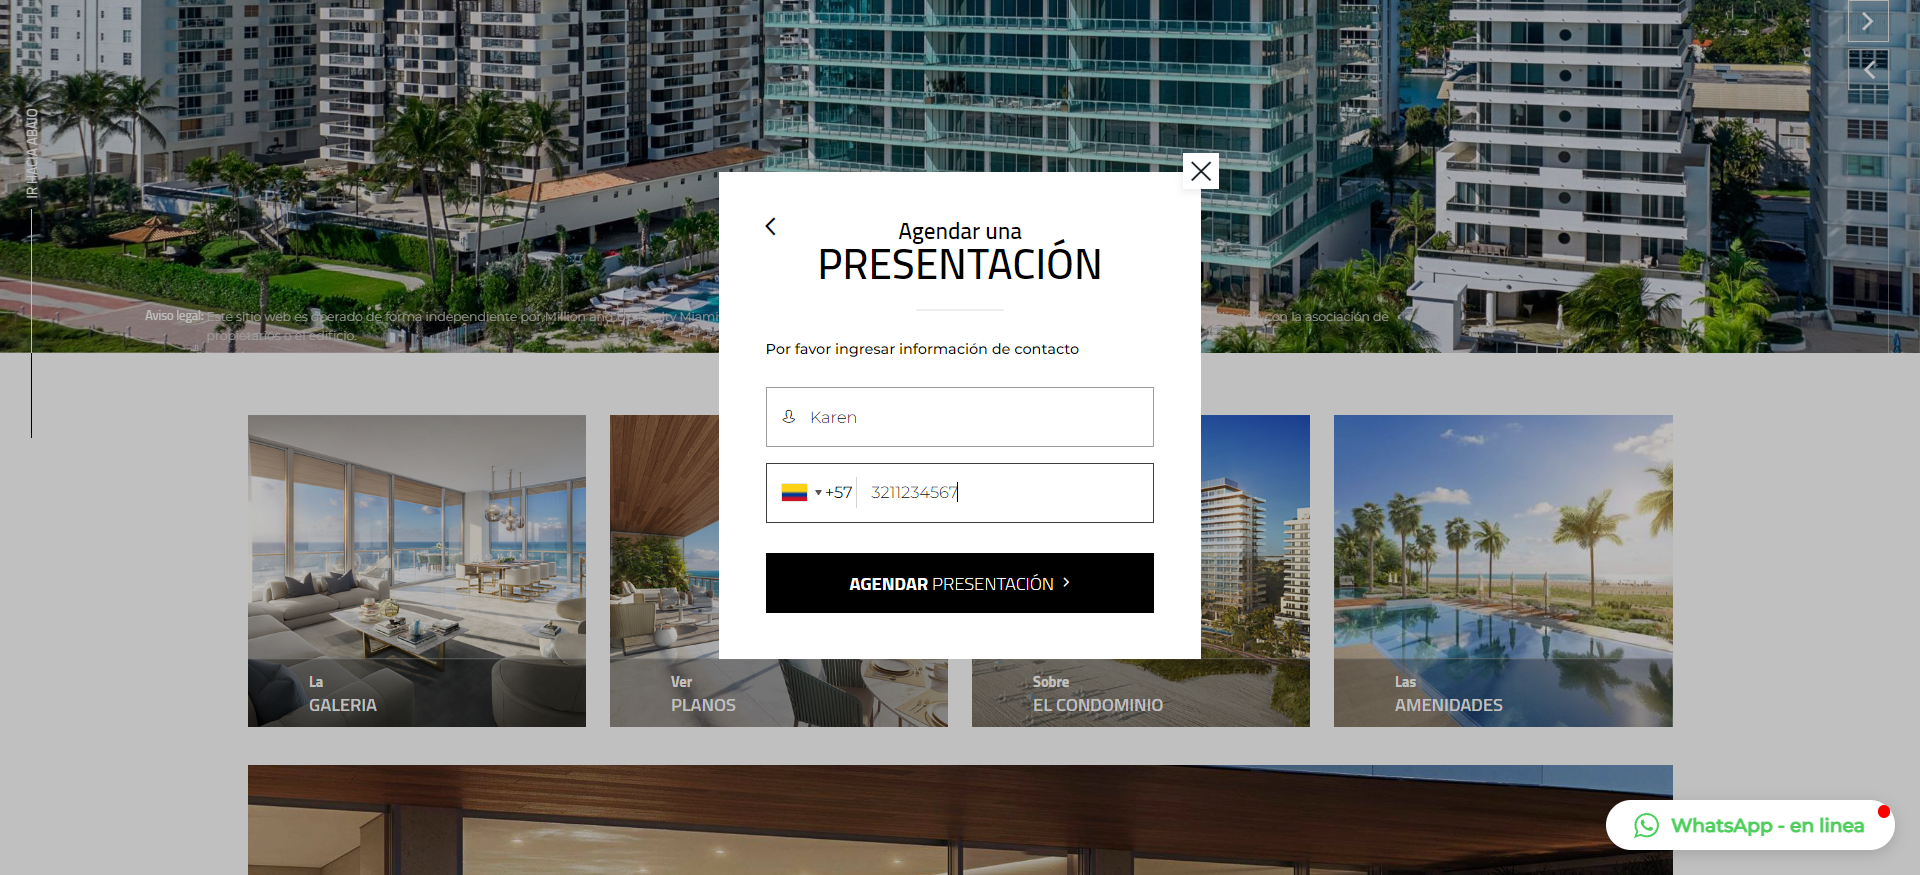 IR HACIA ABAJO
Aviso legal: Este sitio web es operado de forma independiente por Million and Up Realty Miami
con la asociación de
propietarios o el edificio.
Agendar una
PRESENTACIÓN
Por favor ingresar información de contacto
Karen
+57 3211234567
AGENDAR PRESENTACIÓN
La
GALERIA
Ver
PLANOS
Sobre
EL CONDOMINIO
Las
AMENIDADES
WhatsApp - en linea